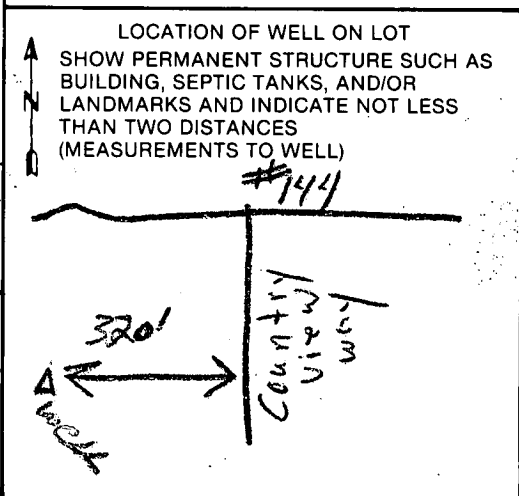 LOCATION OF WELL ON LOT
SHOW PERMANENT STRUCTURE SUCH AS
BUILDING, SEPTIC TANKS, AND/OR
N LANDMARKS AND INDICATE NOT LESS
THAN TWO DISTANCES
(MEASUREMENTS TO WELL)
#144
320'
Country
View
Way
Well